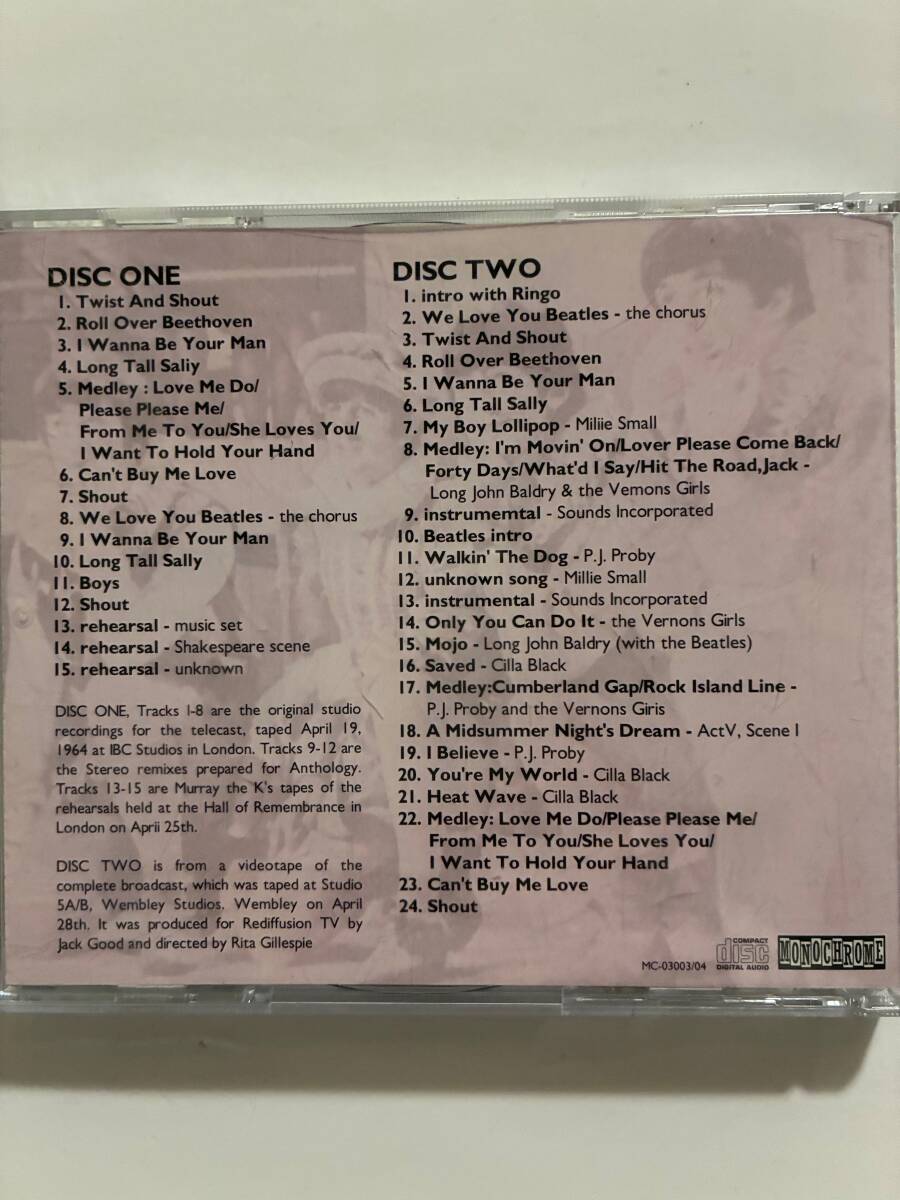 DISC ONE
1. Twist And Shout
2. Roll Over Beethoven
3. I Wanna Be Your Man
4. Long Tall Saliy
5. Medley : Love Me Do/
Please Please Me/
From Me To You/She Loves You/
I Want To Hold Your Hand
6. Can't Buy Me Love
7. Shout
8. We Love You Beatles - the chorus
9. I Wanna Be Your Man
10. Long Tall Sally
11. Boys
12. Shout
13. rehearsal - music set
14. rehearsal - Shakespeare scene
15. rehearsal - unknown
DISC ONE, Tracks 1-8 are the original studio
recordings for the telecast, taped April 19,
1964 at IBC Studios in London. Tracks 9-12 are
the Stereo remixes prepared for Anthology.
Tracks 13-15 are Murray the K's tapes of the
rehearsals held at the Hall of Remembrance in
London on Aprii 25th.
DISC TWO is from a videotape of the
complete broadcast, which was taped at Studio
5A/B, Wembley Studios, Wembley on April
28th. It was produced for Rediffusion TV by
Jack Good and directed by Rita Gillespie
DISC TWO
1. intro with Ringo
2. We Love You Beatles - the chorus
3. Twist And Shout
4. Roll Over Beethoven
5. I Wanna Be Your Man
6. Long Tall Sally
7. My Boy Lollipop - Miliie Small
8. Medley: I'm Movin' On/Lover Please Come Back/
Forty Days/What'd I Say/Hit The Road,Jack -
Long John Baldry & the Vemons Girls
9. instrumemtal - Sounds Incorporated
10. Beatles intro
11. Walkin' The Dog - P.J. Proby
12. unknown song - Millie Small
13. instrumental - Sounds Incorporated
14. Only You Can Do It - the Vernons Girls
15. Mojo - Long John Baldry (with the Beatles)
16. Saved - Cilla Black
17. Medley:Cumberland Gap/Rock Island Line -
P.J. Proby and the Vernons Giris
18. A Midsummer Night's Dream - ActV, Scene I
19. I Believe - P.J. Proby
20. You're My World - Cilla Black
21. Heat Wave - Cilla Black
22. Medley: Love Me Do/Please Please Me/
From Me To You/She Loves You/
I Want To Hold Your Hand
23. Can't Buy Me Love
24. Shout
MC-03003/04
COMPACT
disc
DIGITAL AUDIO
MONOCHROME